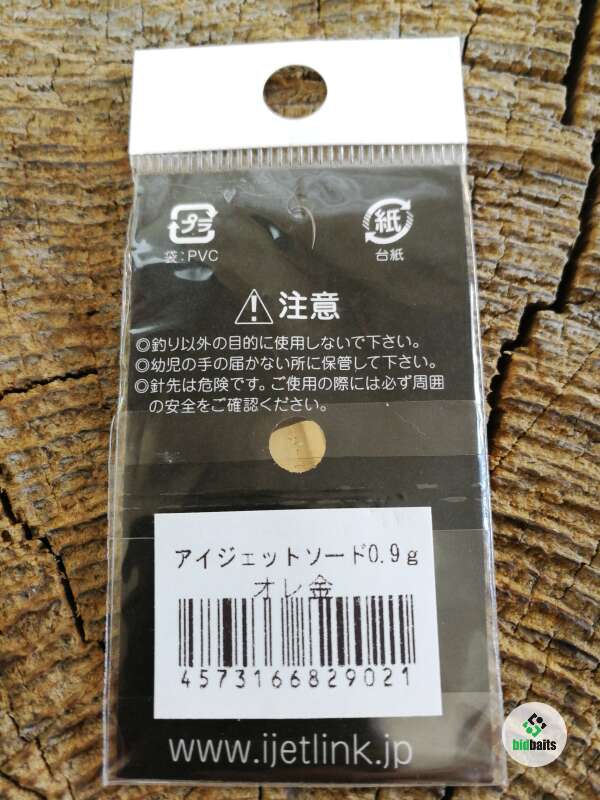 プラ
紙
袋：PVC
台紙
注意
◎釣り以外の目的に使用しないで下さい。
◎幼児の手の届かない所に保管して下さい。
◎針先は危険です。ご使用の際には必ず周囲
の安全をご確認ください。
アイジェットソード0.9g
オレ金
4573166829021
www.ijetlink.jp
bidbaits